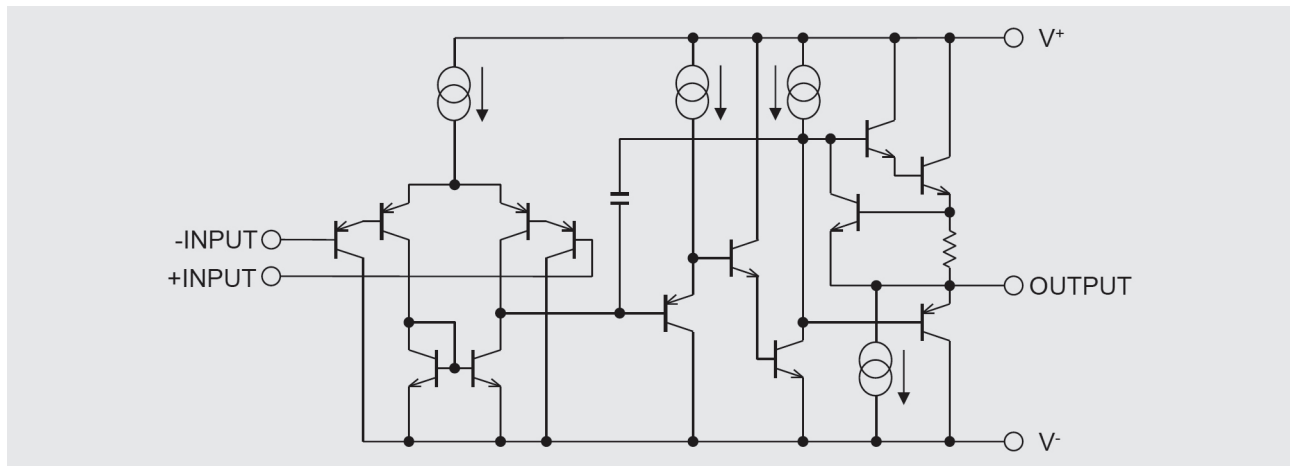 V+
-INPUT
+INPUT
OUTPUT
V-